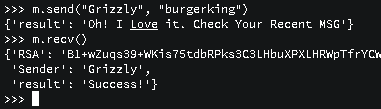 >>> m.send("Grizzly", "burgerking")
{'result': 'Oh! I Love it. Check Your Recent MSG'}
>>> m.recv()
{'RSA': 'Bl+wZuqs39+WKis75tdbRPks3C3LHbuXPXLHRWpTfrYCW
'Sender': 'Grizzly',
'result': 'Success!'}
>>>